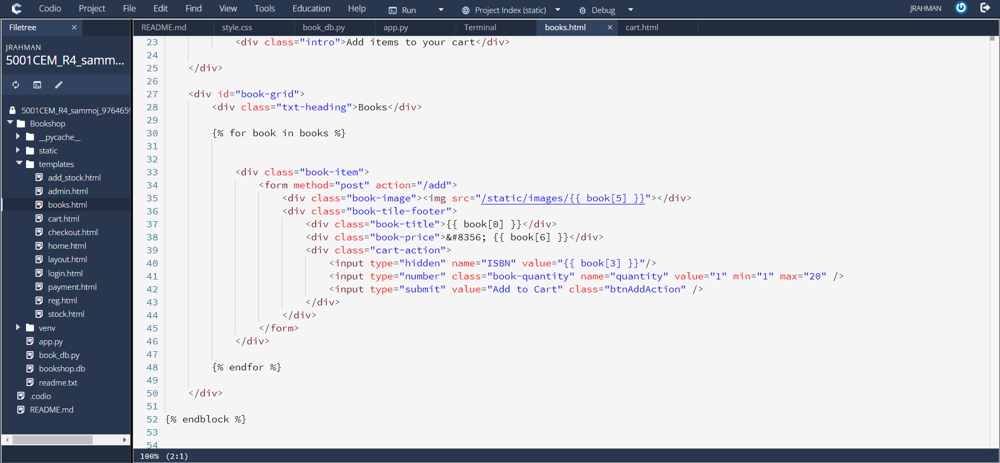 Codio Project File Edit Find View Tools Education Help Run Project Index (static) Debug JRAHMAN
Filetree
README.md style.css book_db.py app.py Terminal books.html cart.html
JRAHMAN
5001CEM_R4_samm...
5001CEM_R4_sammoj_9764659
Bookshop
__pycache__
static
templates
add_stock.html
admin.html
books.html
cart.html
checkout.html
home.html
layout.html
login.html
payment.html
reg.html
stock.html
venv
app.py
book_db.py
bookshop.db
readme.txt
.codio
README.md
23 <div class="intro">Add items to your cart</div>
24
25 </div>
26
27 <div id="book-grid">
28 <div class="txt-heading">Books</div>
29
30 {% for book in books %}
31
32
33 <div class="book-item">
34 <form method="post" action="/add">
35 <div class="book-image"><img src="/static/images/{{ book[5] }}"></div>
36 <div class="book-tile-footer">
37 <div class="book-title">{{ book[0] }}</div>
38 <div class="book-price">&#8356; {{ book[6] }}</div>
39 <div class="cart-action">
40 <input type="hidden" name="ISBN" value="{{ book[3] }}"/>
41 <input type="number" class="book-quantity" name="quantity" value="1" min="1" max="20" />
42 <input type="submit" value="Add to Cart" class="btnAddAction" />
43 </div>
44 </div>
45 </form>
46 </div>
47
48 {% endfor %}
49
50 </div>
51
52 {% endblock %}
53
54
100% (2:1)